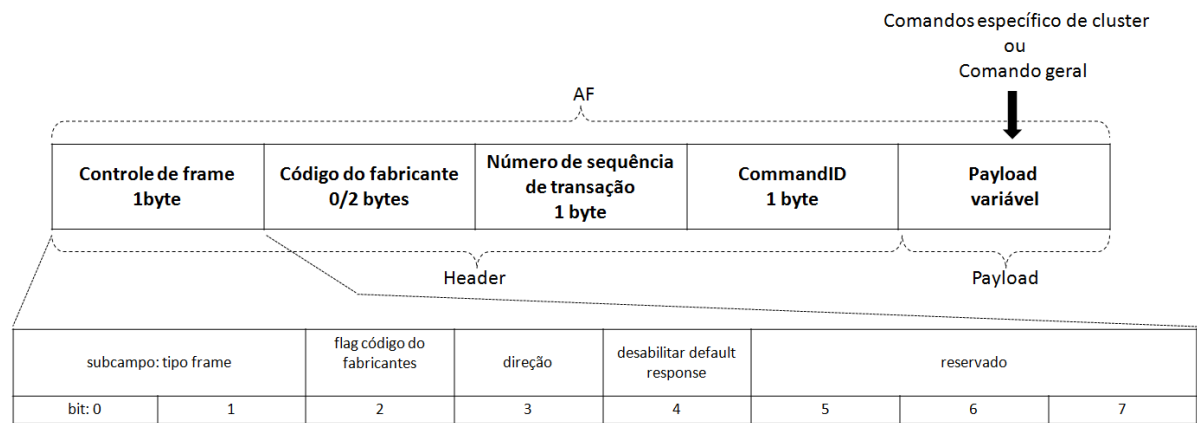 Comandos específico de cluster
ou
Comando geral
AF
Controle de frame
1byte
Código do fabricante
0/2 bytes
Número de sequência
de transação
1 byte
CommandID
1 byte
Payload
variável
Header
Payload
subcampo: tipo frame
flag código do
fabricantes
direção
desabilitar default
response
reservado
bit: 0
1
2
3
4
5
6
7